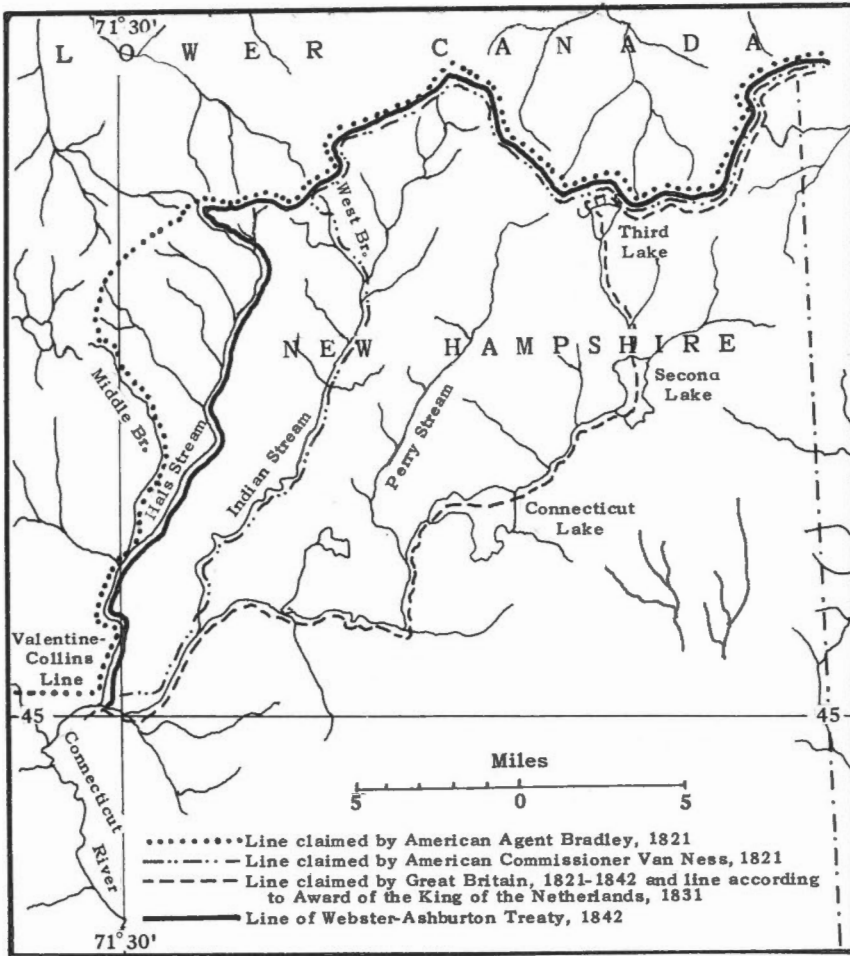 71°30'
LOWER CANADA
West Br.
Third
Lake
NEW HAMPSHIRE
Middle Br.
Hals Stream
Indian Stream
Perry Stream
Second
Lake
Connecticut
Lake
Valentine-
Collins
Line
45
45
Connecticut
River
Miles
5 0 5
Line claimed by American Agent Bradley, 1821
Line claimed by American Commissioner Van Ness, 1821
Line claimed by Great Britain, 1821-1842 and line according
to Award of the King of the Netherlands, 1831
Line of Webster-Ashburton Treaty, 1842
71°30'